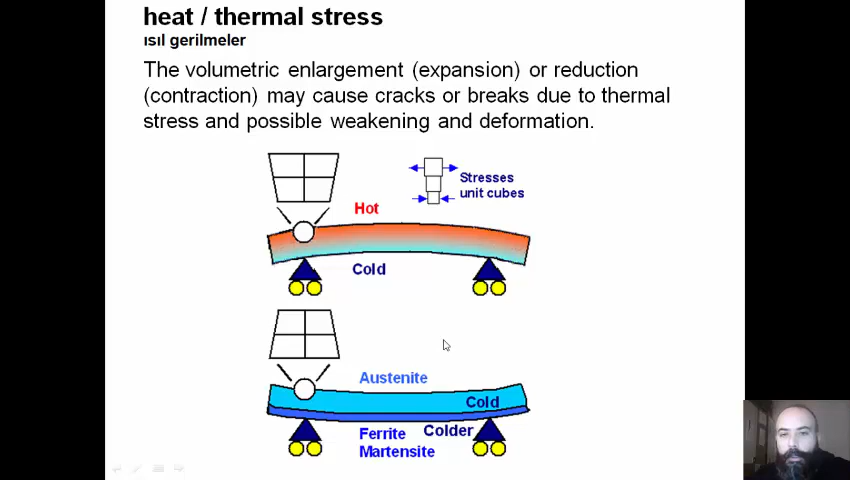 heat / thermal stress
ısıl gerilmeler
The volumetric enlargement (expansion) or reduction
(contraction) may cause cracks or breaks due to thermal
stress and possible weakening and deformation.
Stresses
unit cubes
Hot
Cold
Austenite
Cold
Ferrite Colder
Martensite